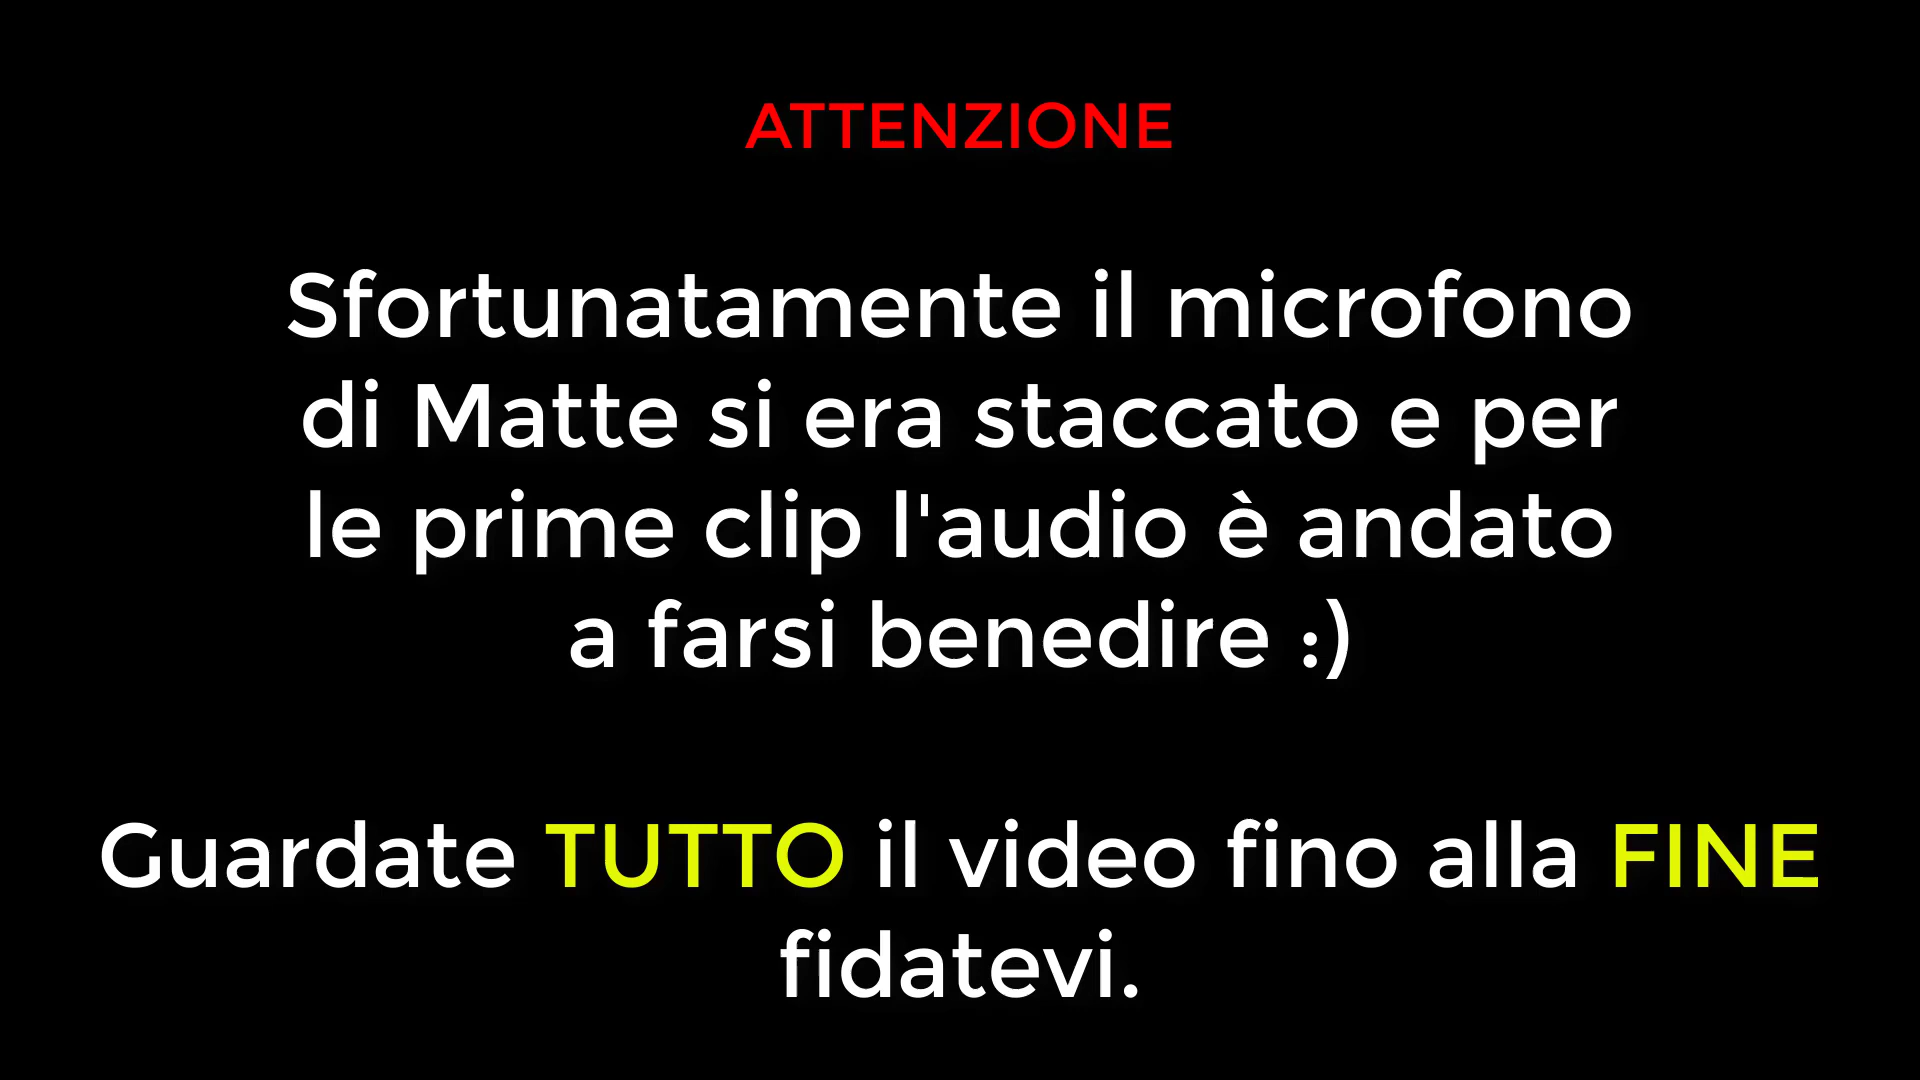 ATTENZIONE
Sfortunatamente il microfono
di Matte si era staccato e per
le prime clip l'audio è andato
a farsi benedire :)
Guardate TUTTO il video fino alla FINE
fidatevi.